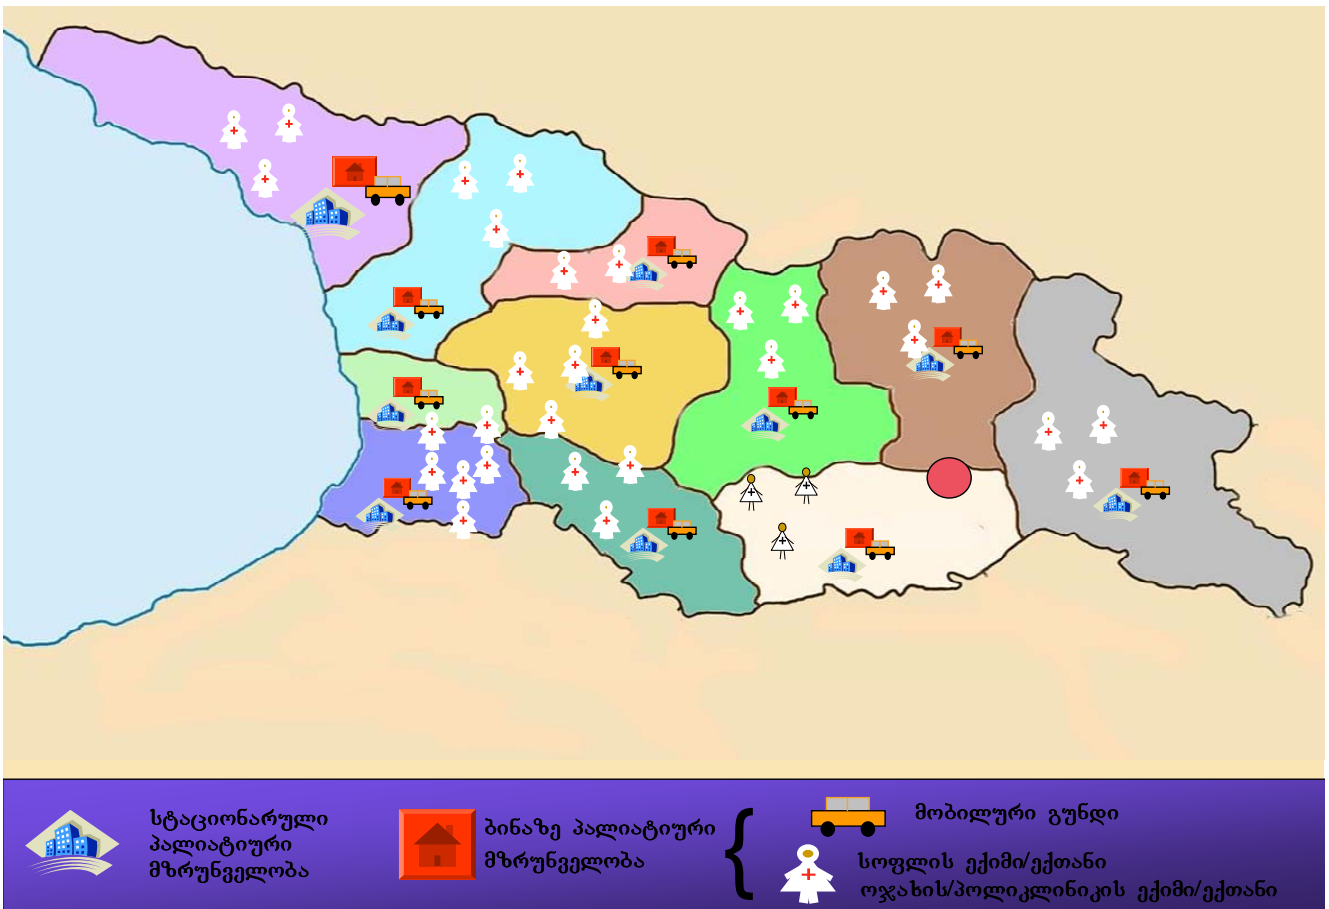 სტაციონარული
პალიატიური
მზრუნველობა
ბინაზე პალიატიური
მზრუნველობა
მობილური გუნდი
სოფლის ექიმი/ექთანი
ოჯახის/პოლიკლინიკის ექიმი/ექთანი